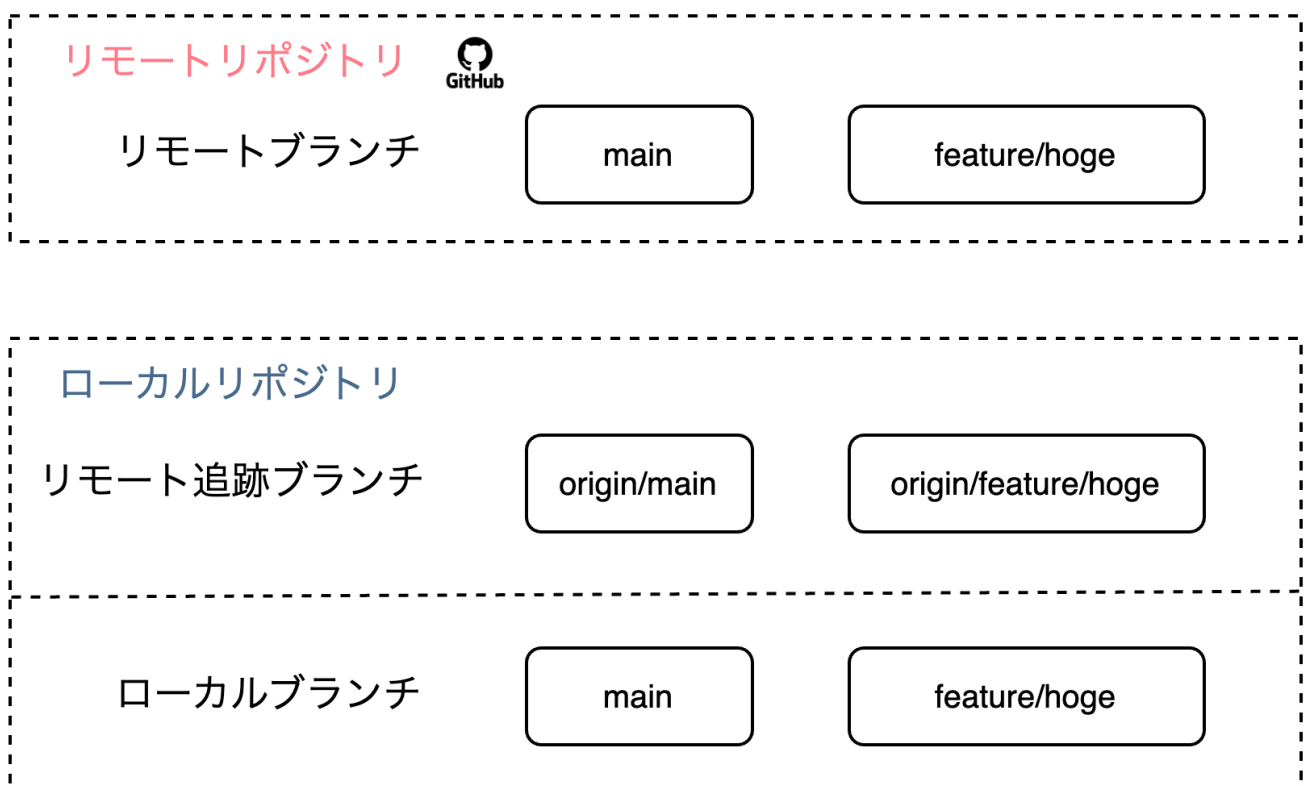 リモートリポジトリ
GitHub
リモートブランチ
main
feature/hoge
ローカルリポジトリ
リモート追跡ブランチ
origin/main
origin/feature/hoge
ローカルブランチ
main
feature/hoge